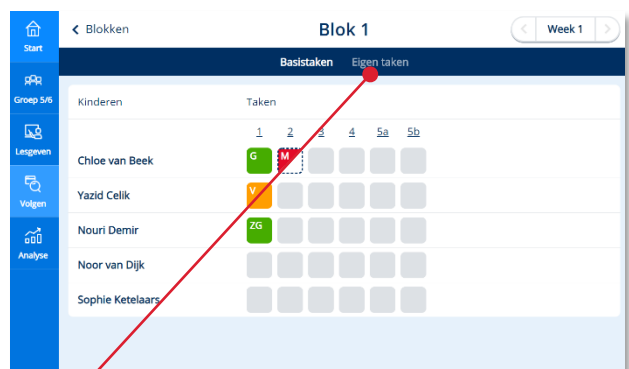 Start
Groep 5/6
Lesgeven
Volgen
Analyse
Blokken
Blok 1
Week 1
Basistaken Eigen taken
Kinderen Taken
1 2 3 4 5a 5b
Chloe van Beek G M
Yazid Celik V
Nouri Demir ZG
Noor van Dijk
Sophie Ketelaars